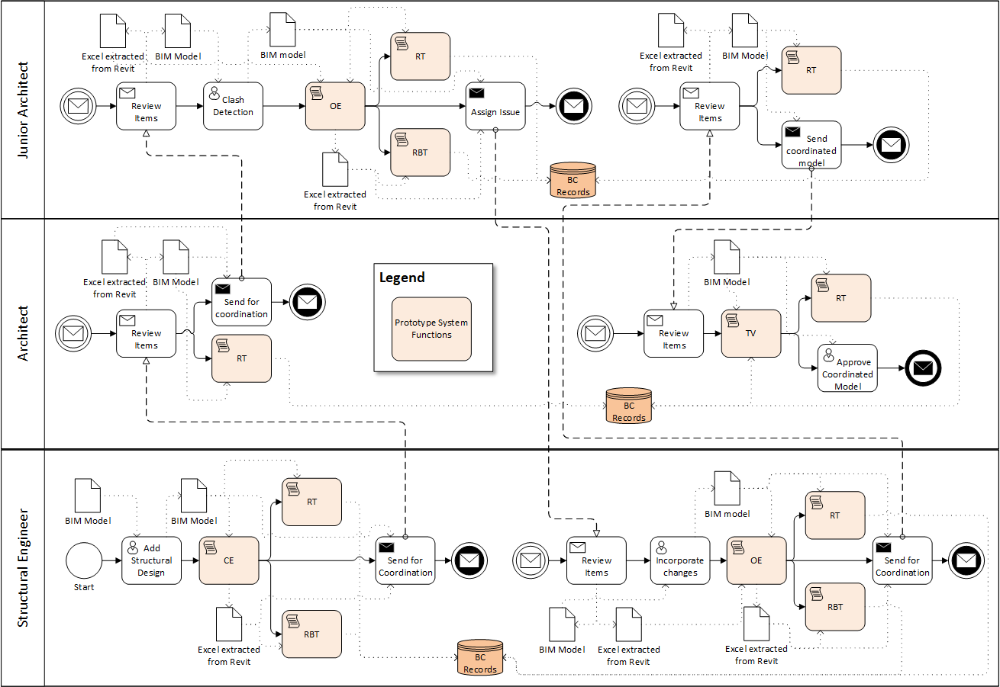 Junior Architect
Excel extracted
from Revit
BIM Model
BIM model
Review
Items
Clash
Detection
OE
RT
RBT
Assign Issue
Excel extracted
from Revit
BC
Records
Excel extracted
from Revit
BIM Model
Review
Items
RT
Send
coordinated
model
Architect
Excel extracted
from Revit
BIM Model
Review
Items
Send for
coordination
RT
Legend
Prototype System
Functions
BIM Model
Review
Items
TV
RT
Approve
Coordinated
Model
BC
Records
Structural Engineer
BIM Model
BIM Model
Start
Add
Structural
Design
CE
RT
RBT
Excel extracted
from Revit
Send for
Coordination
BC
Records
Review
Items
BIM Model
Excel extracted
from Revit
Incorporate
changes
BIM model
OE
Excel extracted
from Revit
RT
RBT
Send for
Coordination